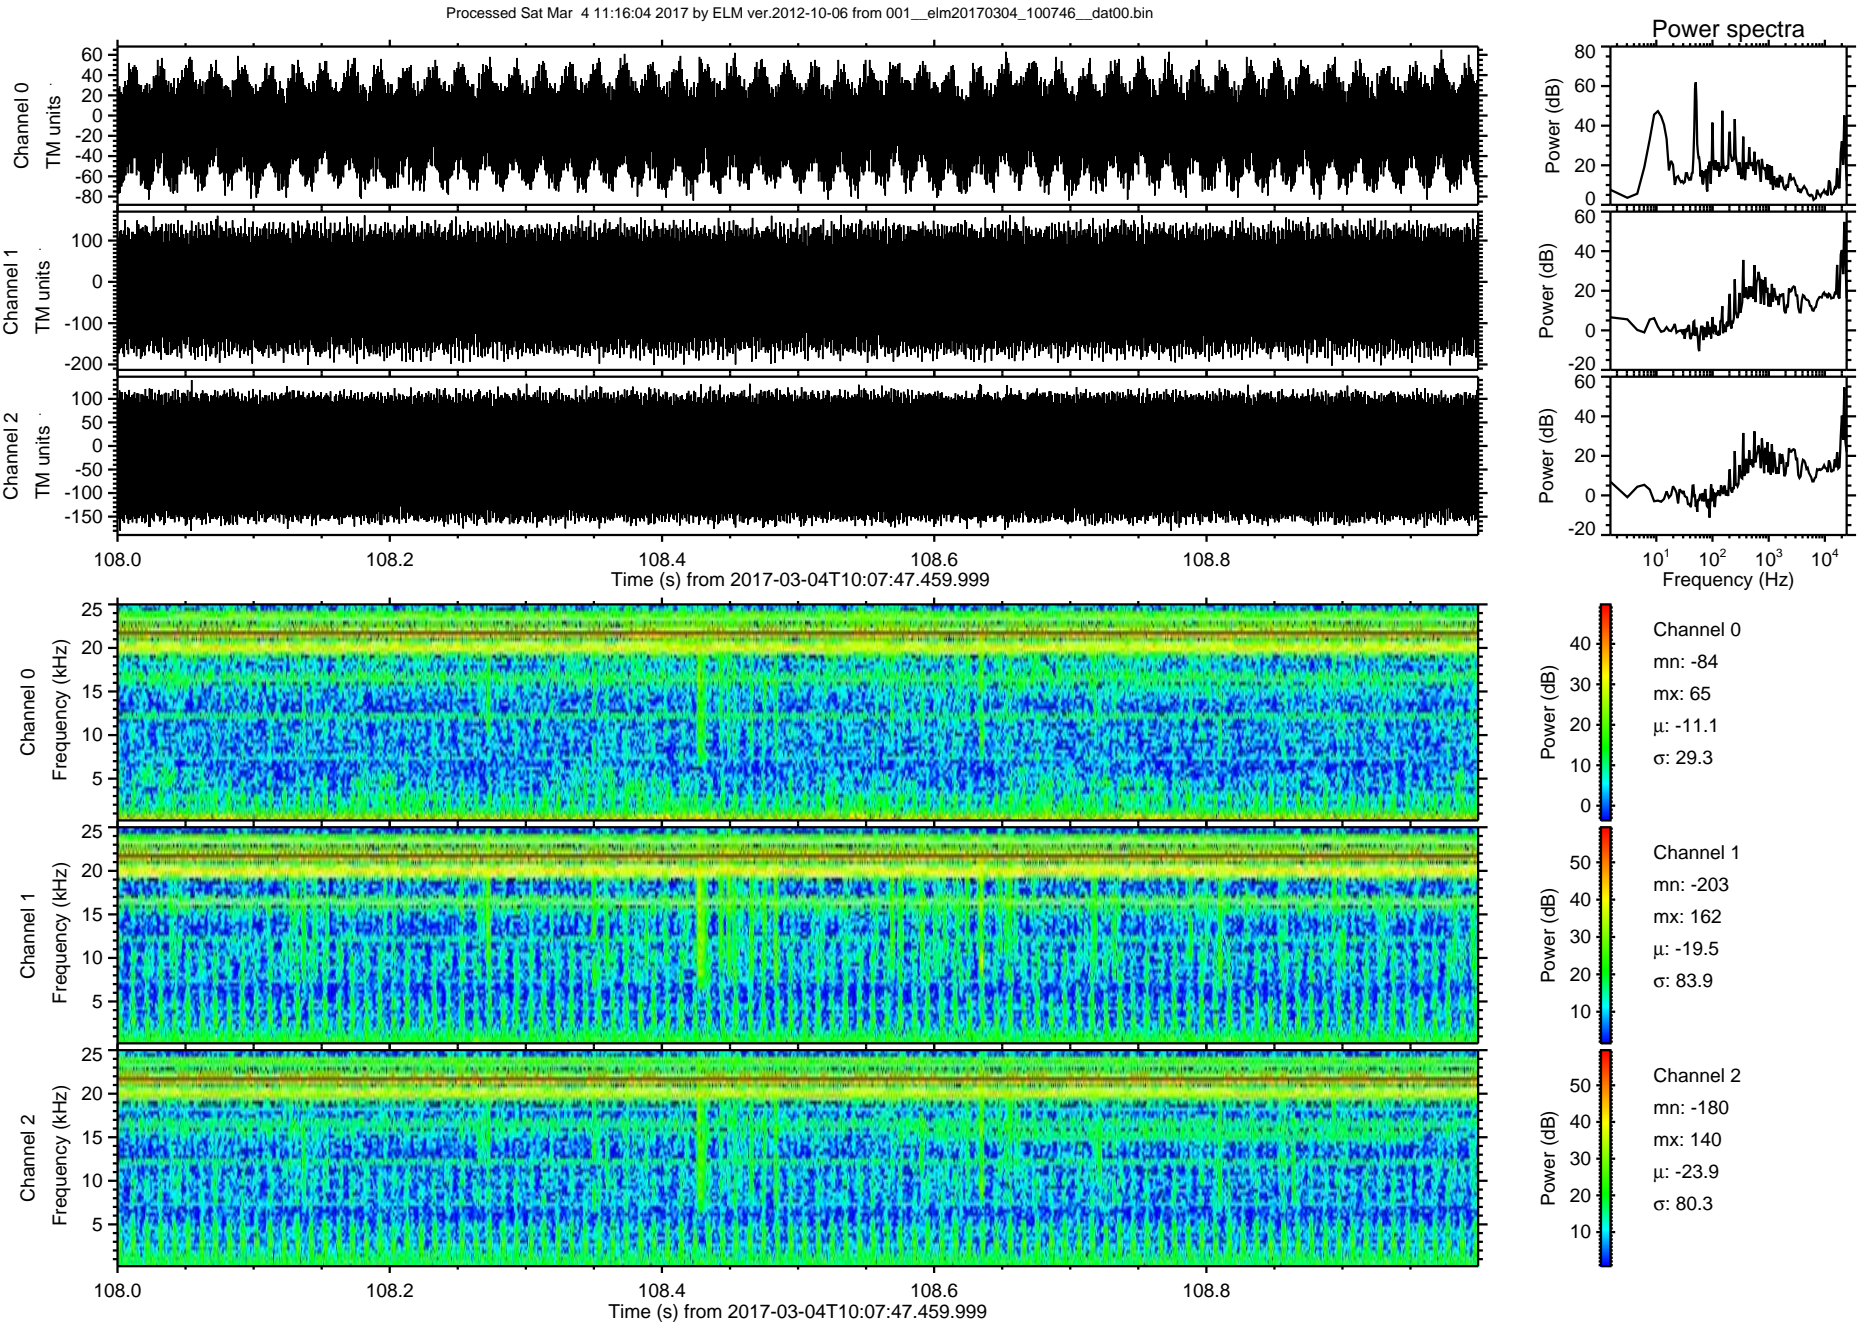 Processed Sat Mar  4 11:16:04 2017 by ELM ver.2012-10-06 from 001__elm20170304_100746__dat00.bin
Power spectra
Channel 0
TM units
60
40
20
0
-20
-40
-60
-80
Power (dB)
80
60
40
20
0
Channel 1
TM units
100
0
-100
-200
Power (dB)
60
40
20
0
-20
Channel 2
TM units
100
50
0
-50
-100
-150
Power (dB)
60
40
20
0
-20
108.0 108.2 108.4 108.6 108.8
Time (s) from 2017-03-04T10:07:47.459.999
10^1 10^2 10^3 10^4
Frequency (Hz)
Channel 0
Frequency (kHz)
25
20
15
10
5
Power (dB)
40
30
20
10
0
Channel 0
mn: -84
mx: 65
μ: -11.1
σ: 29.3
Channel 1
Frequency (kHz)
25
20
15
10
5
Power (dB)
50
40
30
20
10
Channel 1
mn: -203
mx: 162
μ: -19.5
σ: 83.9
Channel 2
Frequency (kHz)
25
20
15
10
5
Power (dB)
50
40
30
20
10
Channel 2
mn: -180
mx: 140
μ: -23.9
σ: 80.3
108.0 108.2 108.4 108.6 108.8
Time (s) from 2017-03-04T10:07:47.459.999